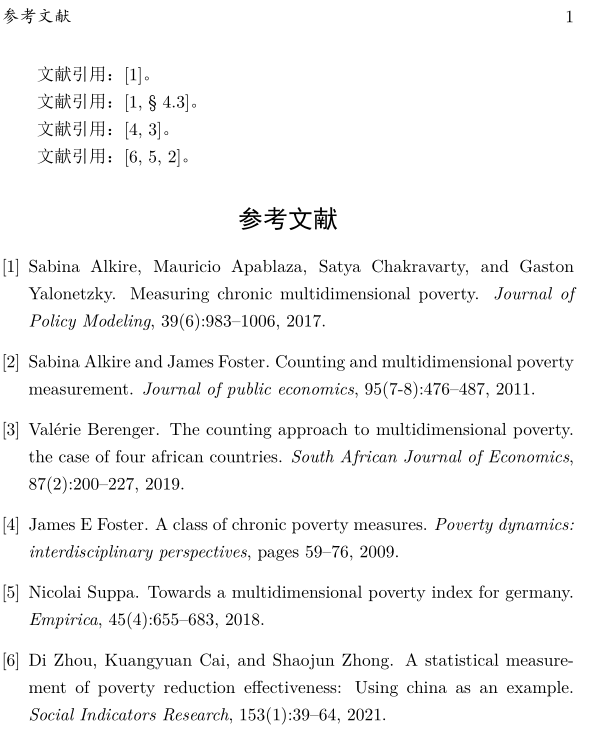 参考文献 1
文献引用：[1]。
文献引用：[1, § 4.3]。
文献引用：[4, 3]。
文献引用：[6, 5, 2]。
参考文献
[1] Sabina Alkire, Mauricio Apablaza, Satya Chakravarty, and Gaston
Yalonetzky. Measuring chronic multidimensional poverty. Journal of
Policy Modeling, 39(6):983–1006, 2017.
[2] Sabina Alkire and James Foster. Counting and multidimensional poverty
measurement. Journal of public economics, 95(7-8):476–487, 2011.
[3] Valérie Berenger. The counting approach to multidimensional poverty.
the case of four african countries. South African Journal of Economics,
87(2):200–227, 2019.
[4] James E Foster. A class of chronic poverty measures. Poverty dynamics:
interdisciplinary perspectives, pages 59–76, 2009.
[5] Nicolai Suppa. Towards a multidimensional poverty index for germany.
Empirica, 45(4):655–683, 2018.
[6] Di Zhou, Kuangyuan Cai, and Shaojun Zhong. A statistical measure-
ment of poverty reduction effectiveness: Using china as an example.
Social Indicators Research, 153(1):39–64, 2021.